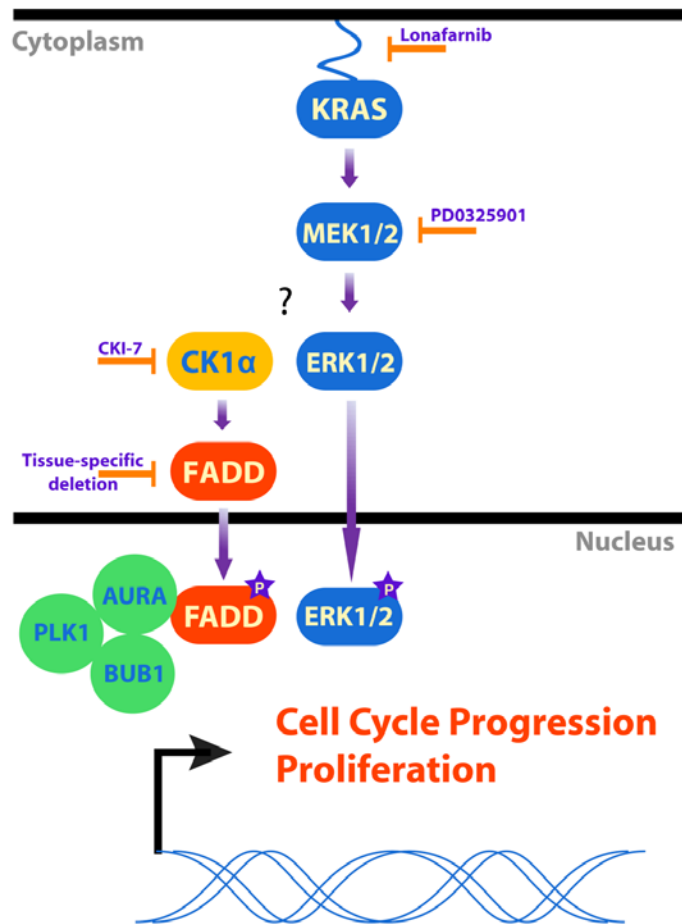 Cytoplasm
Lonafarnib
KRAS
PD0325901
MEK1/2
?
CKI-7
CK1α
ERK1/2
Tissue-specific
deletion
FADD
Nucleus
P
P
AURA
FADD
ERK1/2
PLK1
BUB1
Cell Cycle Progression
Proliferation